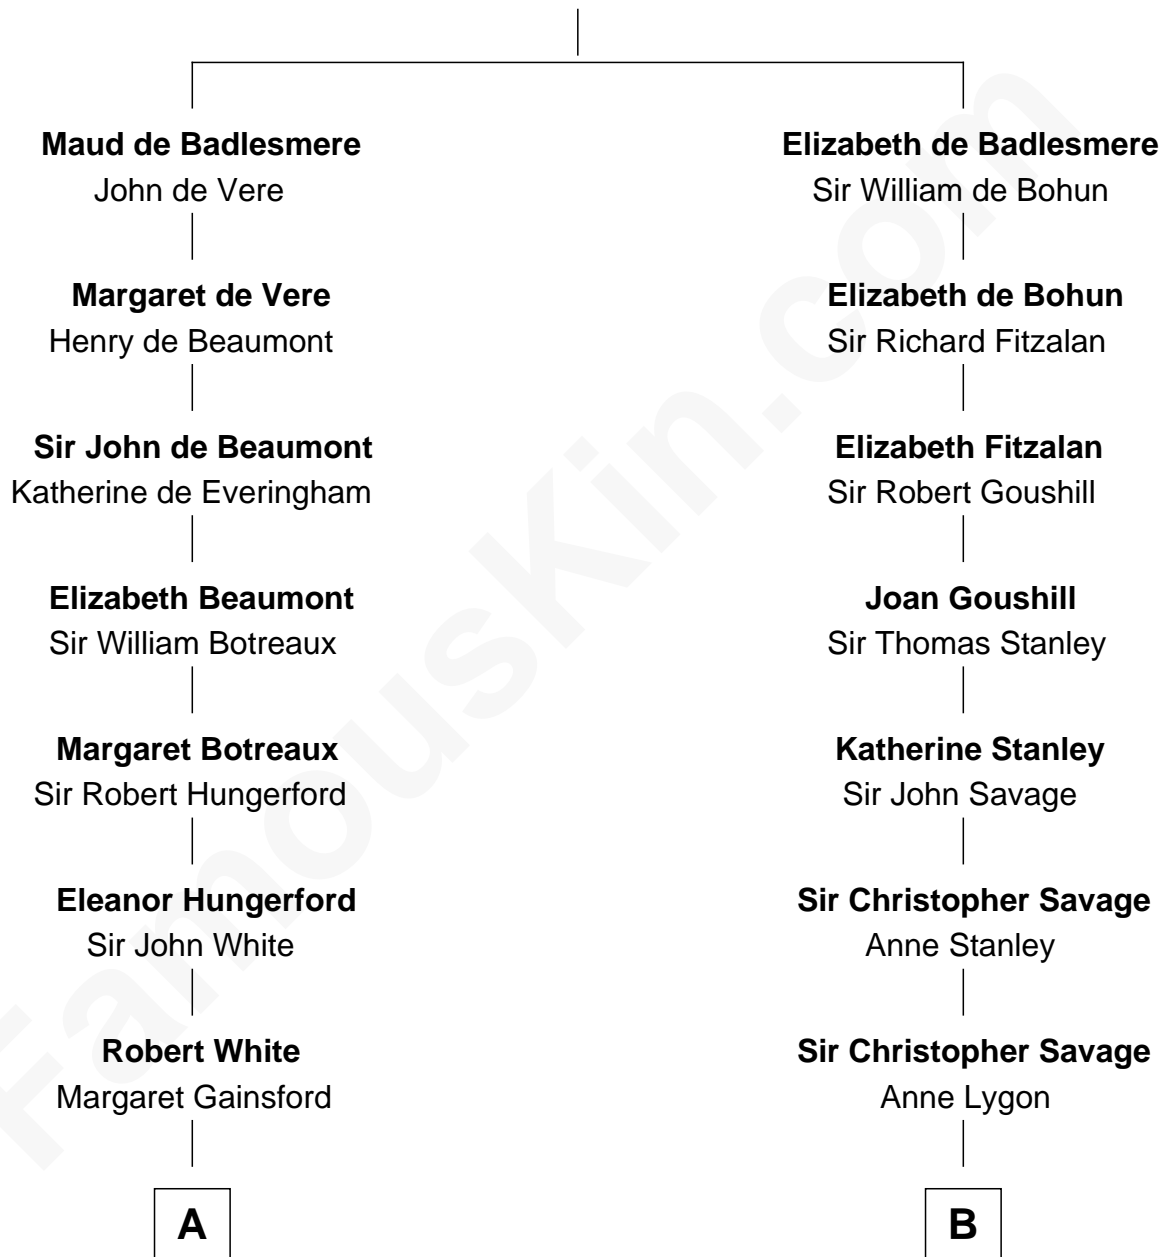 Maud de Badlesmere
John de Vere
Margaret de Vere
Henry de Beaumont
Sir John de Beaumont
Katherine de Everingham
Elizabeth Beaumont
Sir William Botreaux
Margaret Botreaux
Sir Robert Hungerford
Eleanor Hungerford
Sir John White
Robert White
Margaret Gainsford
A
Elizabeth de Badlesmere
Sir William de Bohun
Elizabeth de Bohun
Sir Richard Fitzalan
Elizabeth Fitzalan
Sir Robert Goushill
Joan Goushill
Sir Thomas Stanley
Katherine Stanley
Sir John Savage
Sir Christopher Savage
Anne Stanley
Sir Christopher Savage
Anne Lygon
B
FamousKin.com